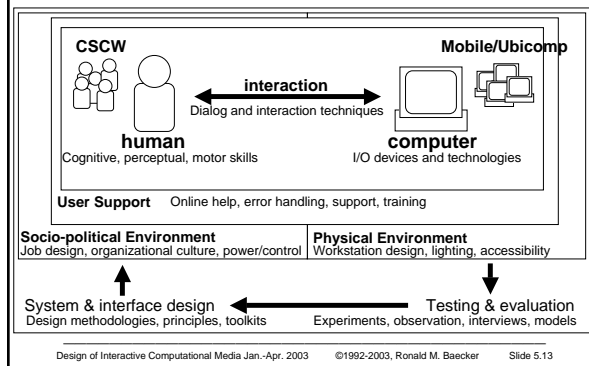 CSCW
Mobile/Ubicomp
interaction
Dialog and interaction techniques
human
computer
Cognitive, perceptual, motor skills
I/O devices and technologies
User Support Online help, error handling, support, training
Socio-political Environment
Job design, organizational culture, power/control
Physical Environment
Workstation design, lighting, accessibility
System & interface design
Design methodologies, principles, toolkits
Testing & evaluation
Experiments, observation, interviews, models
Design of Interactive Computational Media Jan.-Apr. 2003 ©1992-2003, Ronald M. Baecker Slide 5.13